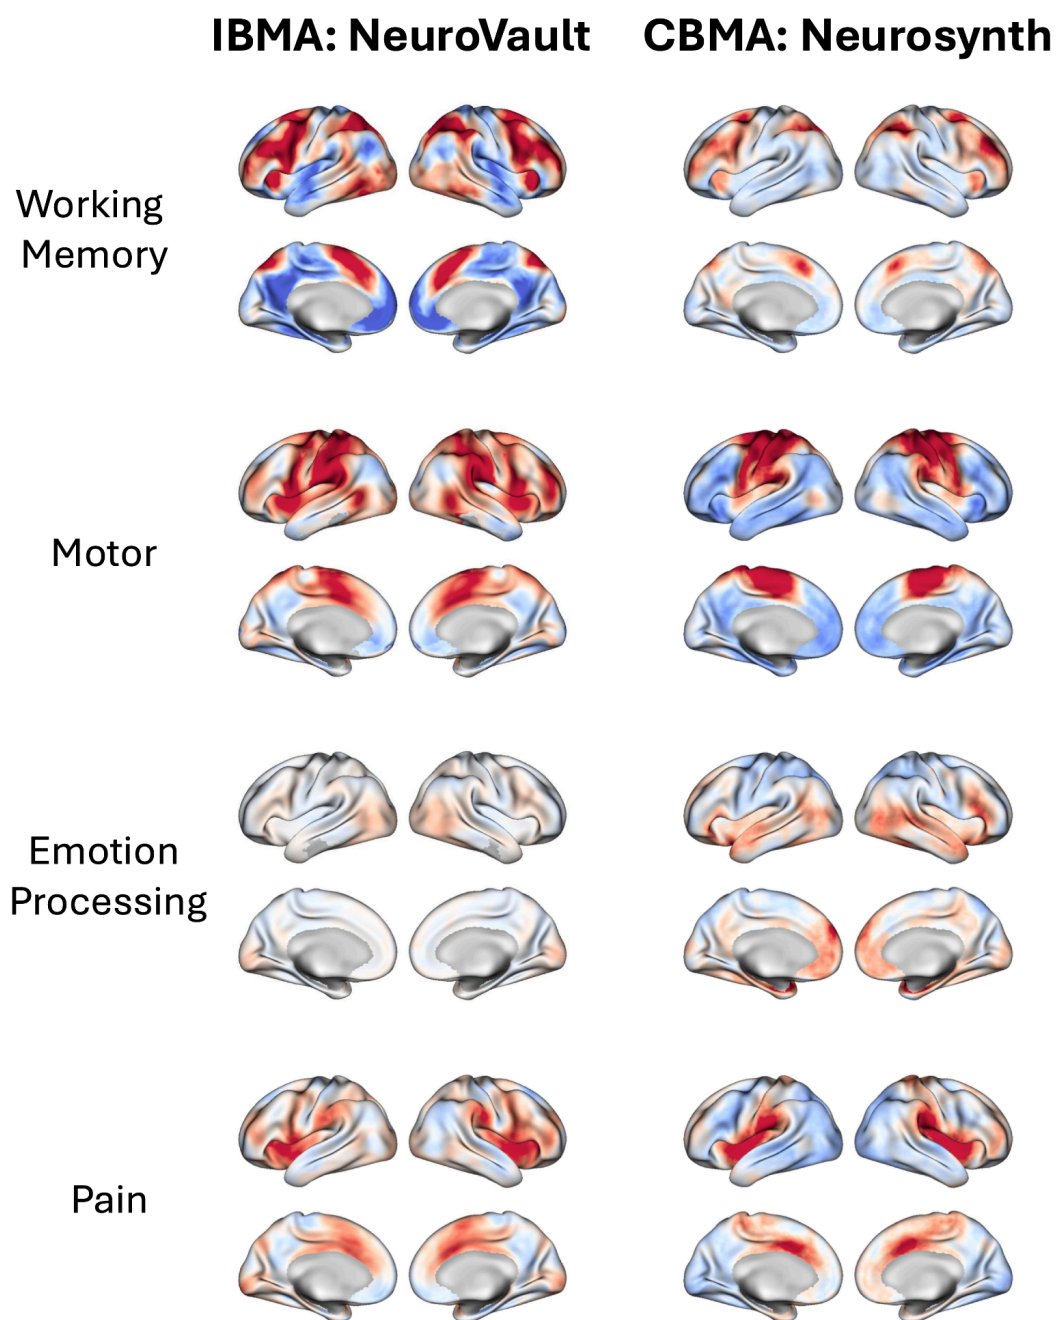 IBMA: NeuroVault
CBMA: Neurosynth
Working
Memory
Motor
Emotion
Processing
Pain